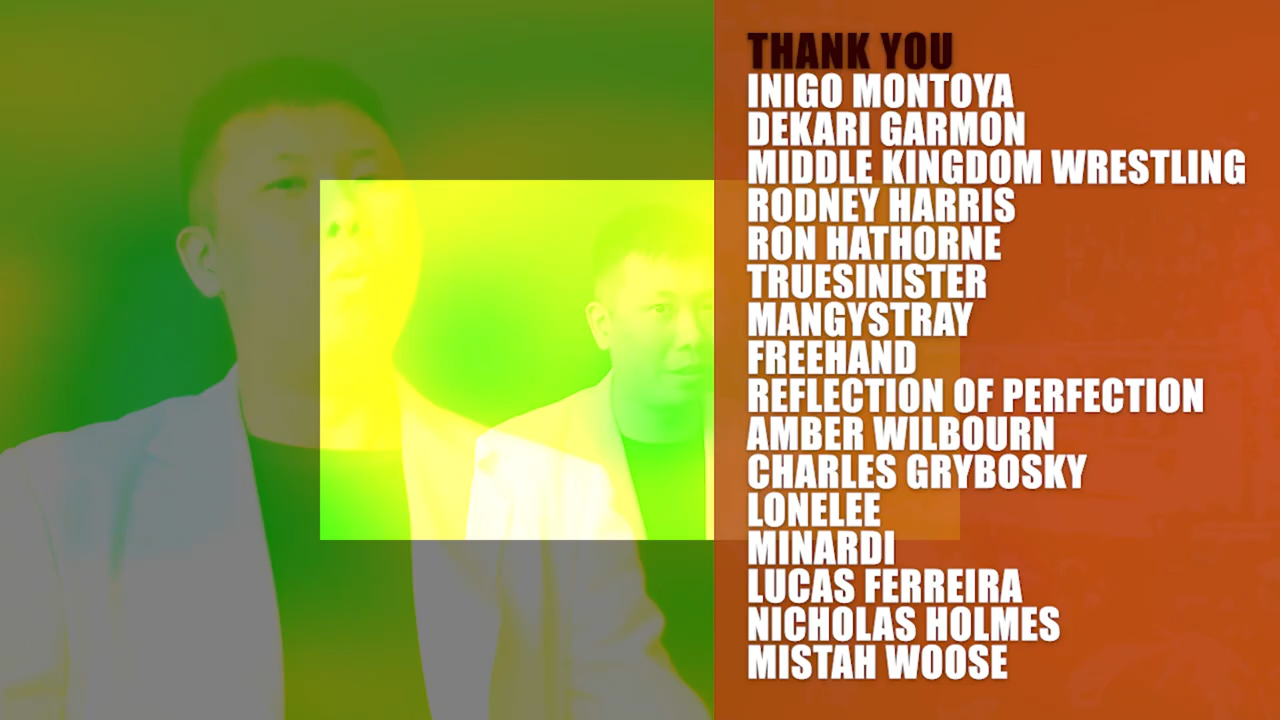 THANK YOU
INIGO MONTOYA
DEKARI GARMON
MIDDLE KINGDOM WRESTLING
RODNEY HARRIS
RON HATHORNE
TRUESINISTER
MANGYSTRAY
FREEHAND
REFLECTION OF PERFECTION
AMBER WILBOURN
CHARLES GRYBOSKY
LONELEE
MINARDI
LUCAS FERREIRA
NICHOLAS HOLMES
MISTAH WOOSE